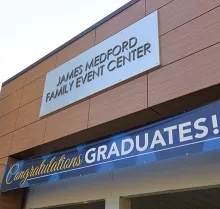 JAMES MEDFORD
FAMILY EVENT CENTER
Congratulations GRADUATES!